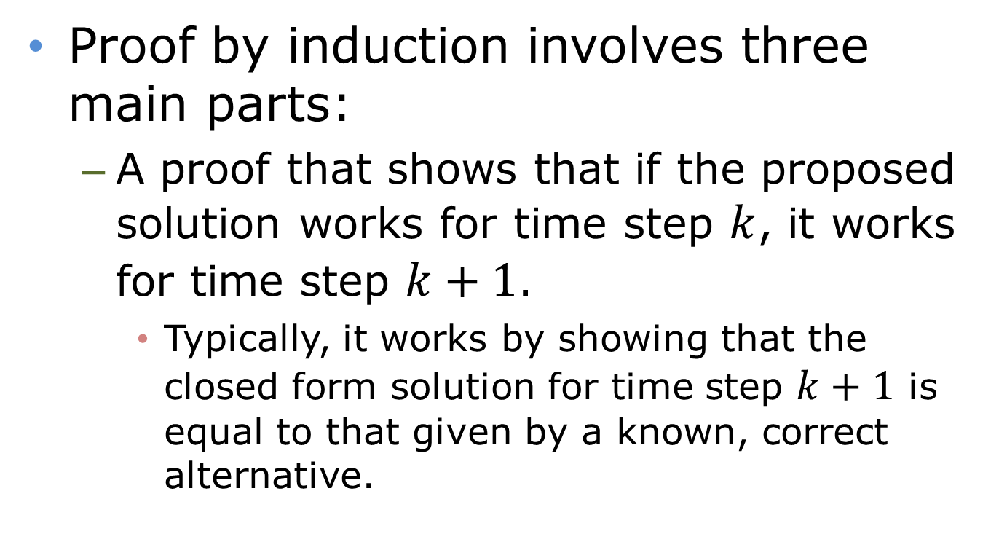 • Proof by induction involves three
main parts:
– A proof that shows that if the proposed
solution works for time step k, it works
for time step k + 1.
• Typically, it works by showing that the
closed form solution for time step k + 1 is
equal to that given by a known, correct
alternative.